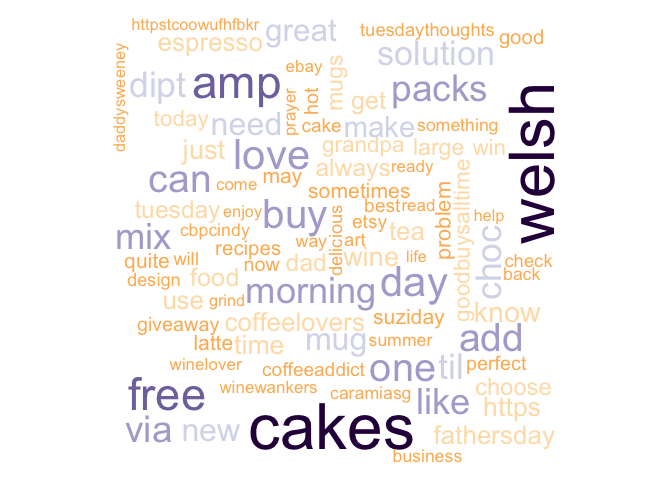 httpstcoowufhfbkr
great
tuesdaythoughts
good
espresso
solution
daddysweeney
ebay
mugs
dipt
amp
packs
prayer
hot
get
welsh
today
need
cake
make
something
just
love
grandpa
large
win
can
come
may
always
ready
sometimes
tuesday
enjoy
buy
delicious
best
read
problem
goodbuysalltime
choc
mix
cbpcindy
way
art
etsy
tea
help
recipes
quite
will
now
dad
wine
life
check
back
design
food
morning
day
use
grind
know
giveaway
coffeelovers
suziday
add
latte
time
mug
summer
winelover
coffeeaddict
one
til
perfect
free
winewankers
caramiasg
like
choose
https
via
new
cakes
fathersday
business